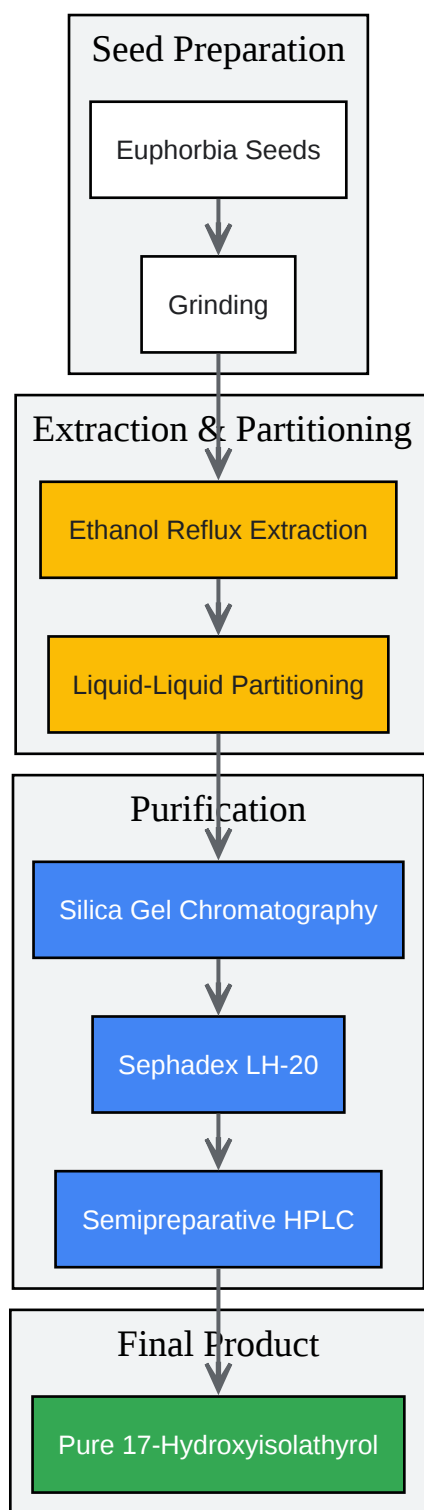 Seed Preparation
Euphorbia Seeds
Grinding
Extraction & Partitioning
Ethanol Reflux Extraction
Liquid-Liquid Partitioning
Purification
Silica Gel Chromatography
Sephadex LH-20
Semipreparative HPLC
Final Product
Pure 17-Hydroxyisolathyrol